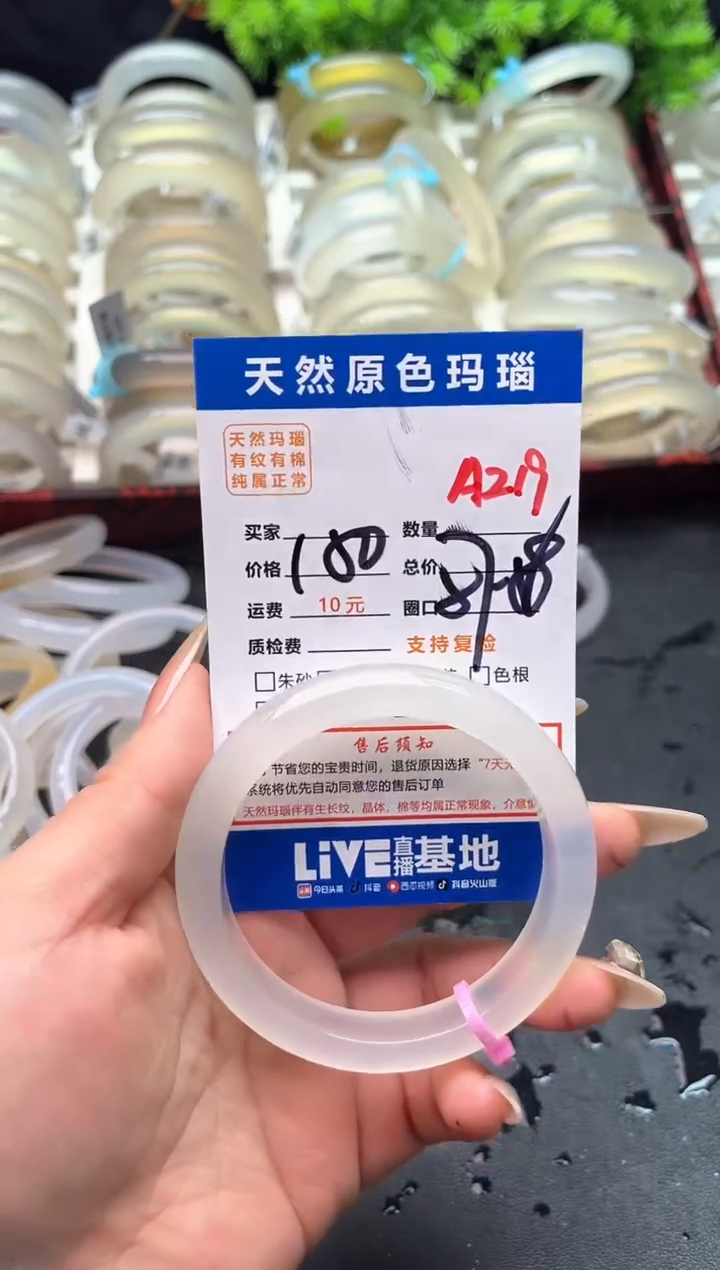 天然原色玛瑙
天然玛瑙
有纹有棉
纯属正常
A219
买家 数量
价格 180 总价
运费 10元 圈口
质检费 支持复检
朱砂 色根
售后须知
节省您的宝贵时间，退货原因选择“7天无
系统将优先自动同意您的售后订单
天然玛瑙伴有生长纹，晶体，棉等均属正常现象，介意慎
LIVE直播基地
今日头条 抖音 西瓜视频 抖音火山版